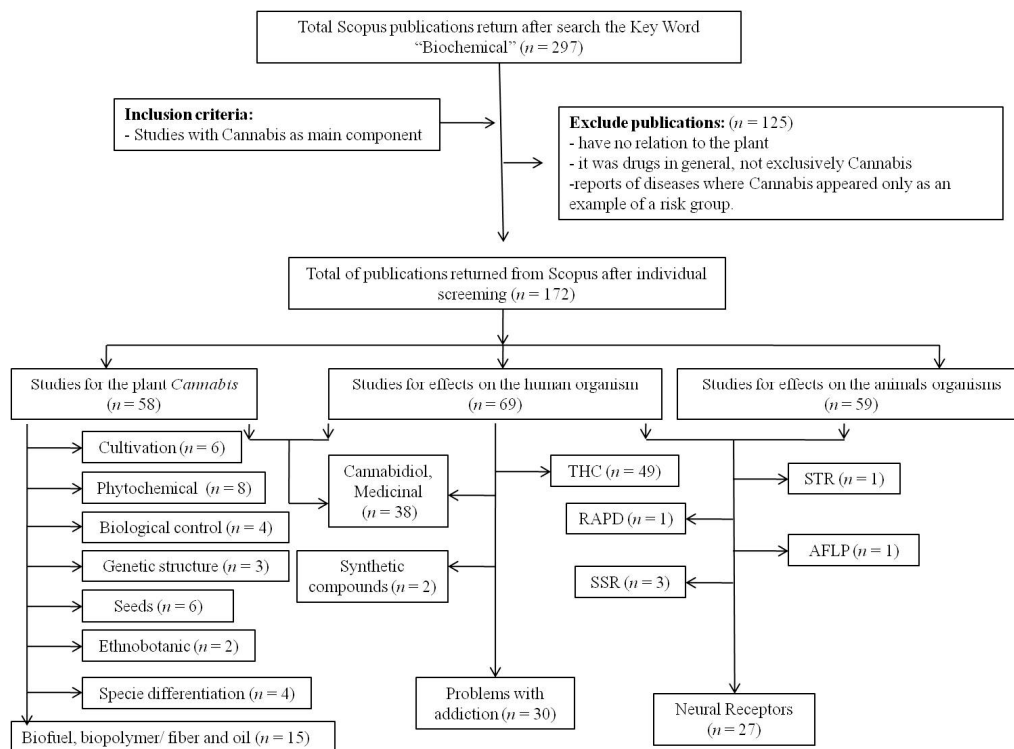 Total Scopus publications return after search the Key Word
“Biochemical” (n = 297)
Inclusion criteria:
- Studies with Cannabis as main component
Exclude publications: (n = 125)
- have no relation to the plant
- it was drugs in general, not exclusively Cannabis
-reports of diseases where Cannabis appeared only as an
example of a risk group.
Total of publications returned from Scopus after individual
screening (n = 172)
Studies for the plant Cannabis
(n = 58)
Studies for effects on the human organism
(n = 69)
Studies for effects on the animals organisms
(n = 59)
Cultivation (n = 6)
Phytochemical (n = 8)
Biological control (n = 4)
Genetic structure (n = 3)
Seeds (n = 6)
Ethnobotanic (n = 2)
Specie differentiation (n = 4)
Biofuel, biopolymer/ fiber and oil (n = 15)
Cannabidiol,
Medicinal
(n = 38)
Synthetic
compounds (n = 2)
THC (n = 49)
Problems with
addiction (n = 30)
RAPD (n = 1)
SSR (n = 3)
STR (n = 1)
AFLP (n = 1)
Neural Receptors
(n = 27)